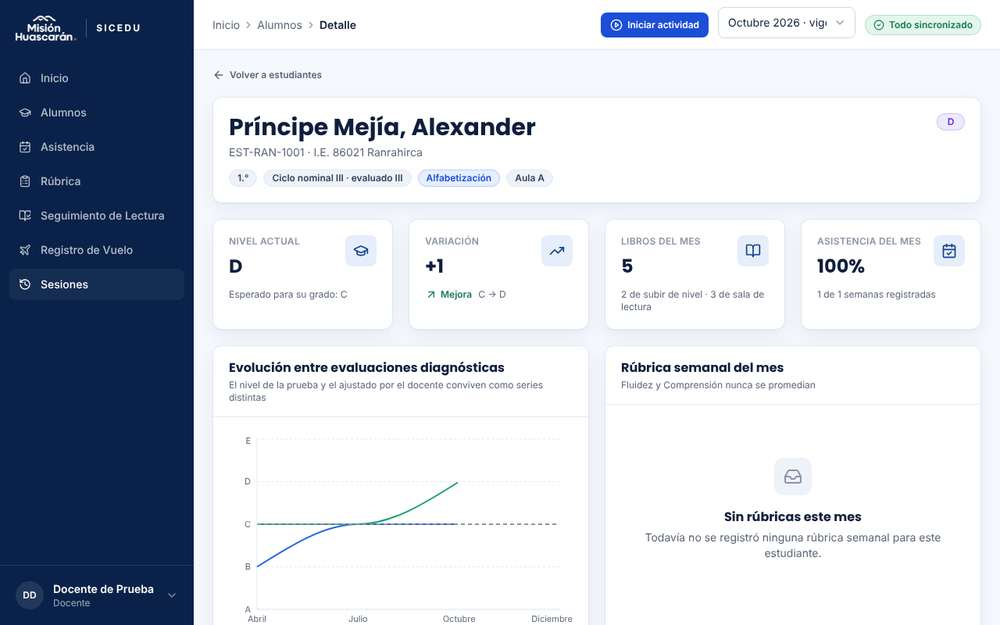 Misión
Huascarán.
SICEDU
Inicio
Alumnos
Asistencia
Rúbrica
Seguimiento de Lectura
Registro de Vuelo
Sesiones
DD
Docente de Prueba
Docente
Inicio > Alumnos > Detalle
Iniciar actividad
Octubre 2026 · vig
Todo sincronizado
← Volver a estudiantes
Príncipe Mejía, Alexander
D
EST-RAN-1001 · I.E. 86021 Ranrahirca
1.°
Ciclo nominal III · evaluado III
Alfabetización
Aula A
NIVEL ACTUAL
D
Esperado para su grado: C
VARIACIÓN
+1
Mejora C → D
LIBROS DEL MES
5
2 de subir de nivel · 3 de sala de
lectura
ASISTENCIA DEL MES
100%
1 de 1 semanas registradas
Evolución entre evaluaciones diagnósticas
El nivel de la prueba y el ajustado por el docente conviven como series
distintas
E
D
C
B
A
Abril
Julio
Octubre
Diciembre
Rúbrica semanal del mes
Fluidez y Comprensión nunca se promedian
Sin rúbricas este mes
Todavía no se registró ninguna rúbrica semanal para este
estudiante.